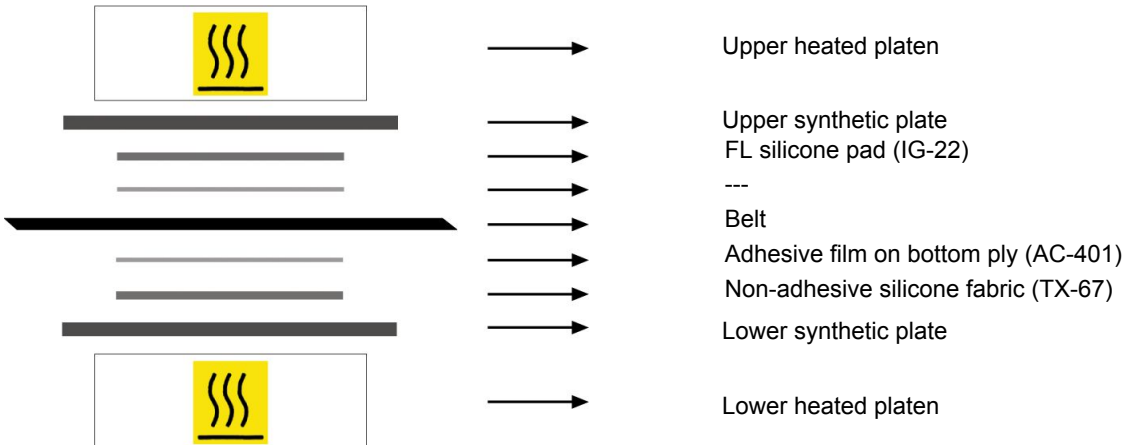 Upper heated platen
Upper synthetic plate
FL silicone pad (IG-22)
---
Belt
Adhesive film on bottom ply (AC-401)
Non-adhesive silicone fabric (TX-67)
Lower synthetic plate
Lower heated platen